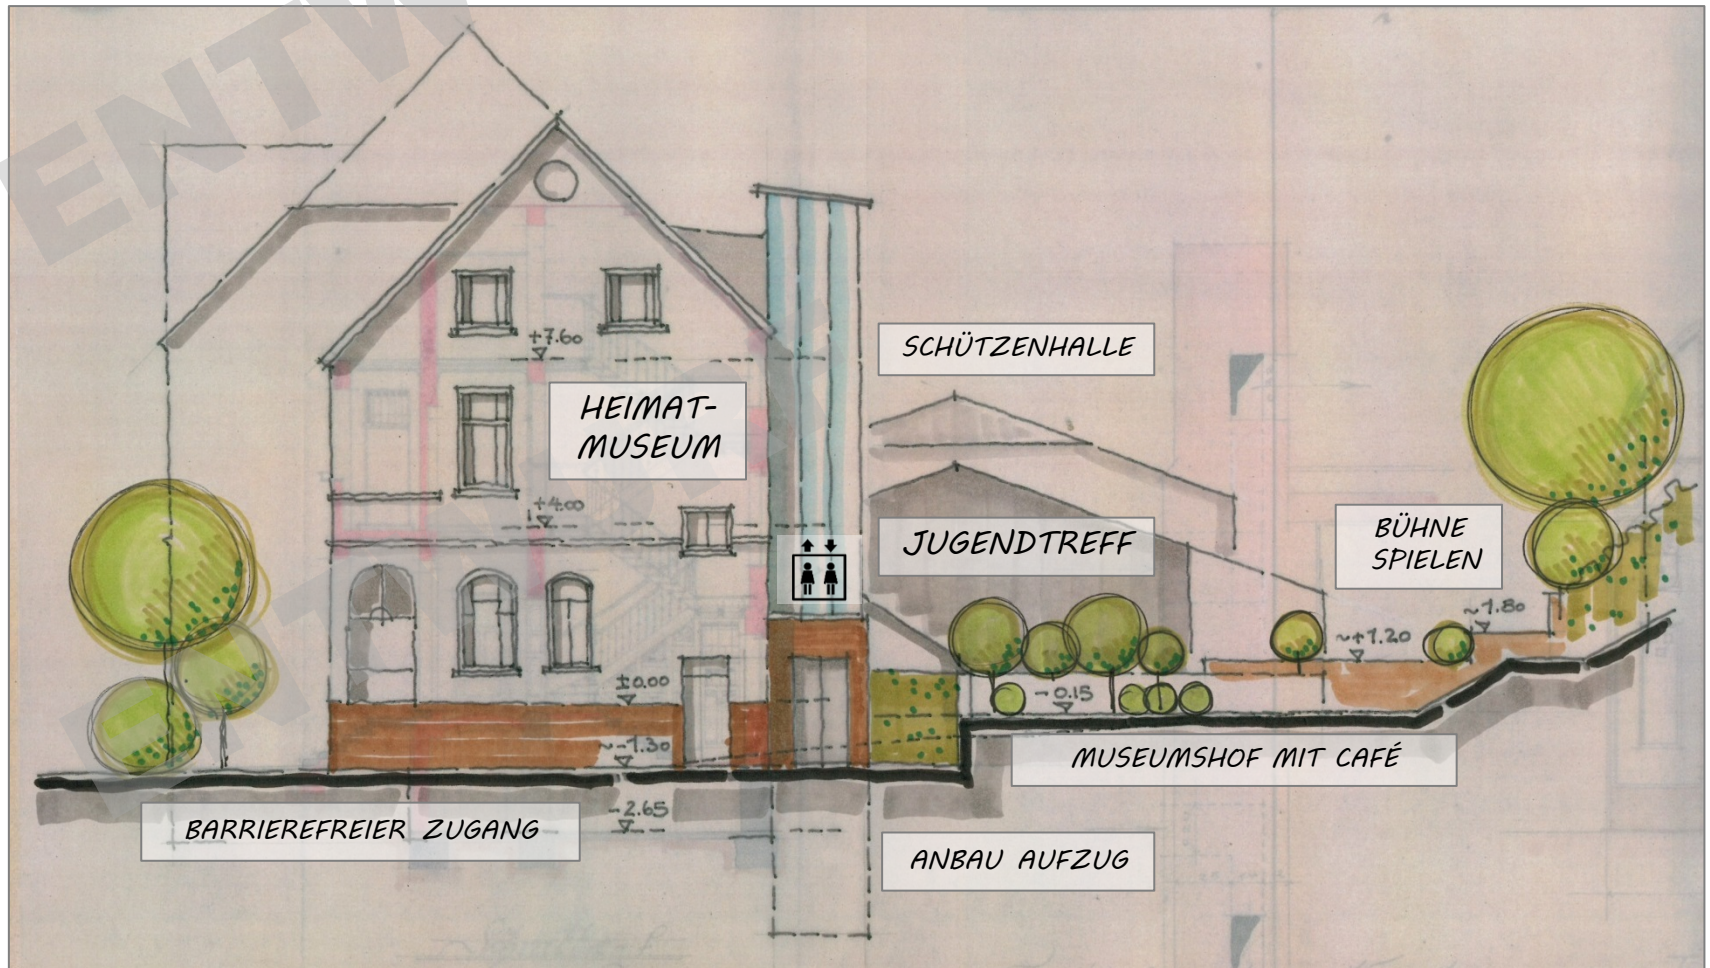 ENTW
SCHÜTZENHALLE
+7.60
HEIMAT-
MUSEUM
+4.00
JUGENDTREFF
BÜHNE
SPIELEN
~1.80
~+1.20
±0.00
-0.15
~-1.30
MUSEUMSHOF MIT CAFÉ
-2.65
BARRIEREFREIER ZUGANG
ANBAU AUFZUG